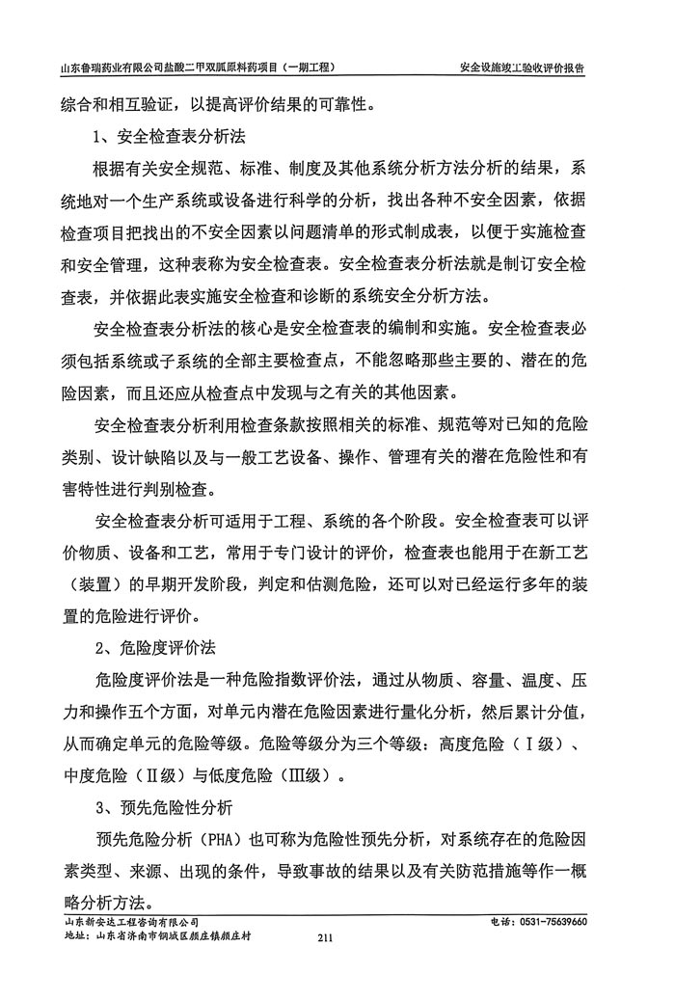 山东鲁瑞药业有限公司盐酸二甲双胍原料药项目（一期工程） 安全设施竣工验收评价报告
综合和相互验证，以提高评价结果的可靠性。
1、安全检查表分析法
根据有关安全规范、标准、制度及其他系统分析方法分析的结果，系
统地对一个生产系统或设备进行科学的分析，找出各种不安全因素，依据
检查项目把找出的不安全因素以问题清单的形式制成表，以便于实施检查
和安全管理，这种表称为安全检查表。安全检查表分析法就是制订安全检
查表，并依据此表实施安全检查和诊断的系统安全分析方法。
安全检查表分析法的核心是安全检查表的编制和实施。安全检查表必
须包括系统或子系统的全部主要检查点，不能忽略那些主要的、潜在的危
险因素，而且还应从检查点中发现与之有关的其他因素。
安全检查表分析利用检查条款按照相关的标准、规范等对已知的危险
类别、设计缺陷以及与一般工艺设备、操作、管理有关的潜在危险性和有
害特性进行判别检查。
安全检查表分析可适用于工程、系统的各个阶段。安全检查表可以评
价物质、设备和工艺，常用于专门设计的评价，检查表也能用于在新工艺
（装置）的早期开发阶段，判定和估测危险，还可以对已经运行多年的装
置的危险进行评价。
2、危险度评价法
危险度评价法是一种危险指数评价法，通过从物质、容量、温度、压
力和操作五个方面，对单元内潜在危险因素进行量化分析，然后累计分值，
从而确定单元的危险等级。危险等级分为三个等级：高度危险（Ⅰ级）、
中度危险（Ⅱ级）与低度危险（Ⅲ级）。
3、预先危险性分析
预先危险分析（PHA）也可称为危险性预先分析，对系统存在的危险因
素类型、来源、出现的条件，导致事故的结果以及有关防范措施等作一概
略分析方法。
山东新安达工程咨询有限公司 电话：0531-75639660
地址：山东省济南市钢城区颜庄镇颜庄村 211